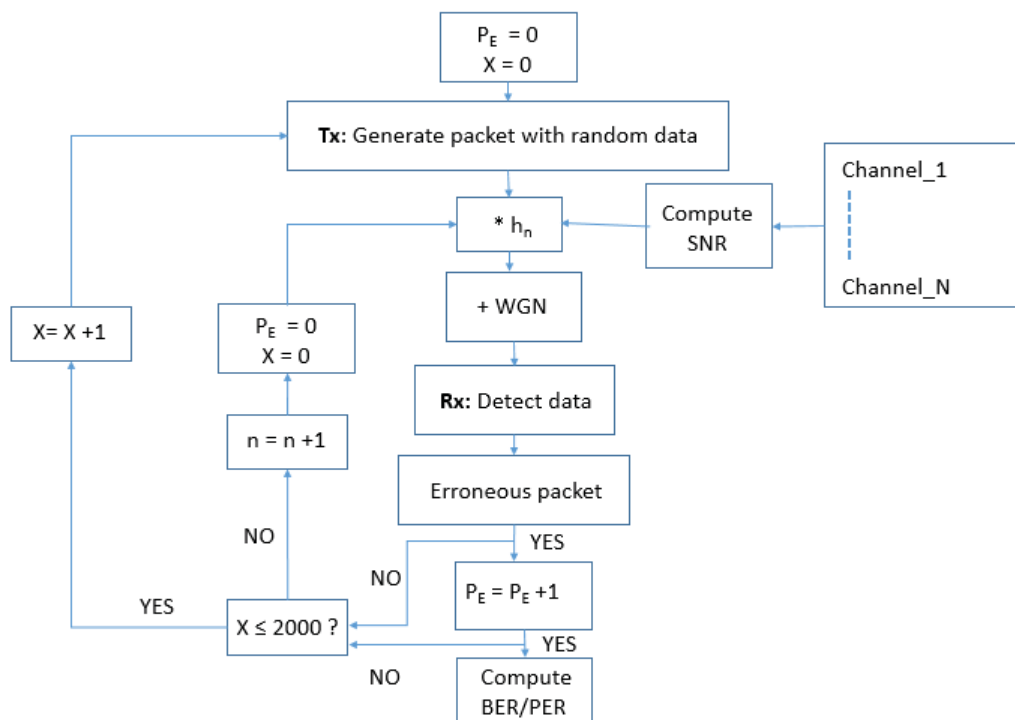 P_E = 0
X = 0
Tx: Generate packet with random data
Channel_1
Channel_N
* h_n
Compute
SNR
+ WGN
X= X +1
P_E = 0
X = 0
Rx: Detect data
n = n +1
Erroneous packet
NO
YES
NO
P_E = P_E +1
YES
X ≤ 2000 ?
YES
NO
Compute
BER/PER